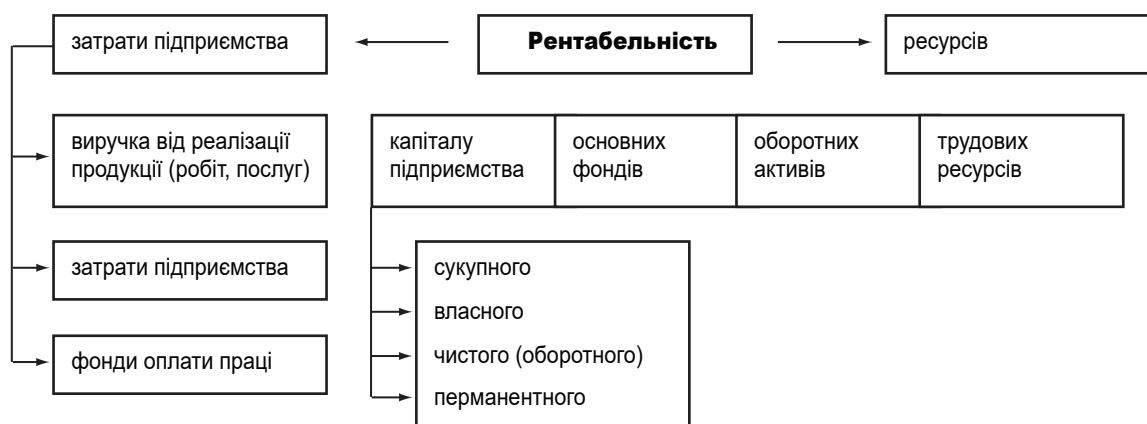 затрати підприємства
Рентабельність
ресурсів
виручка від реалізації
продукції (робіт, послуг)
капіталу
підприємства
основних
фондів
оборотних
активів
трудових
ресурсів
затрати підприємства
фонди оплати праці
сукупного
власного
чистого (оборотного)
перманентного